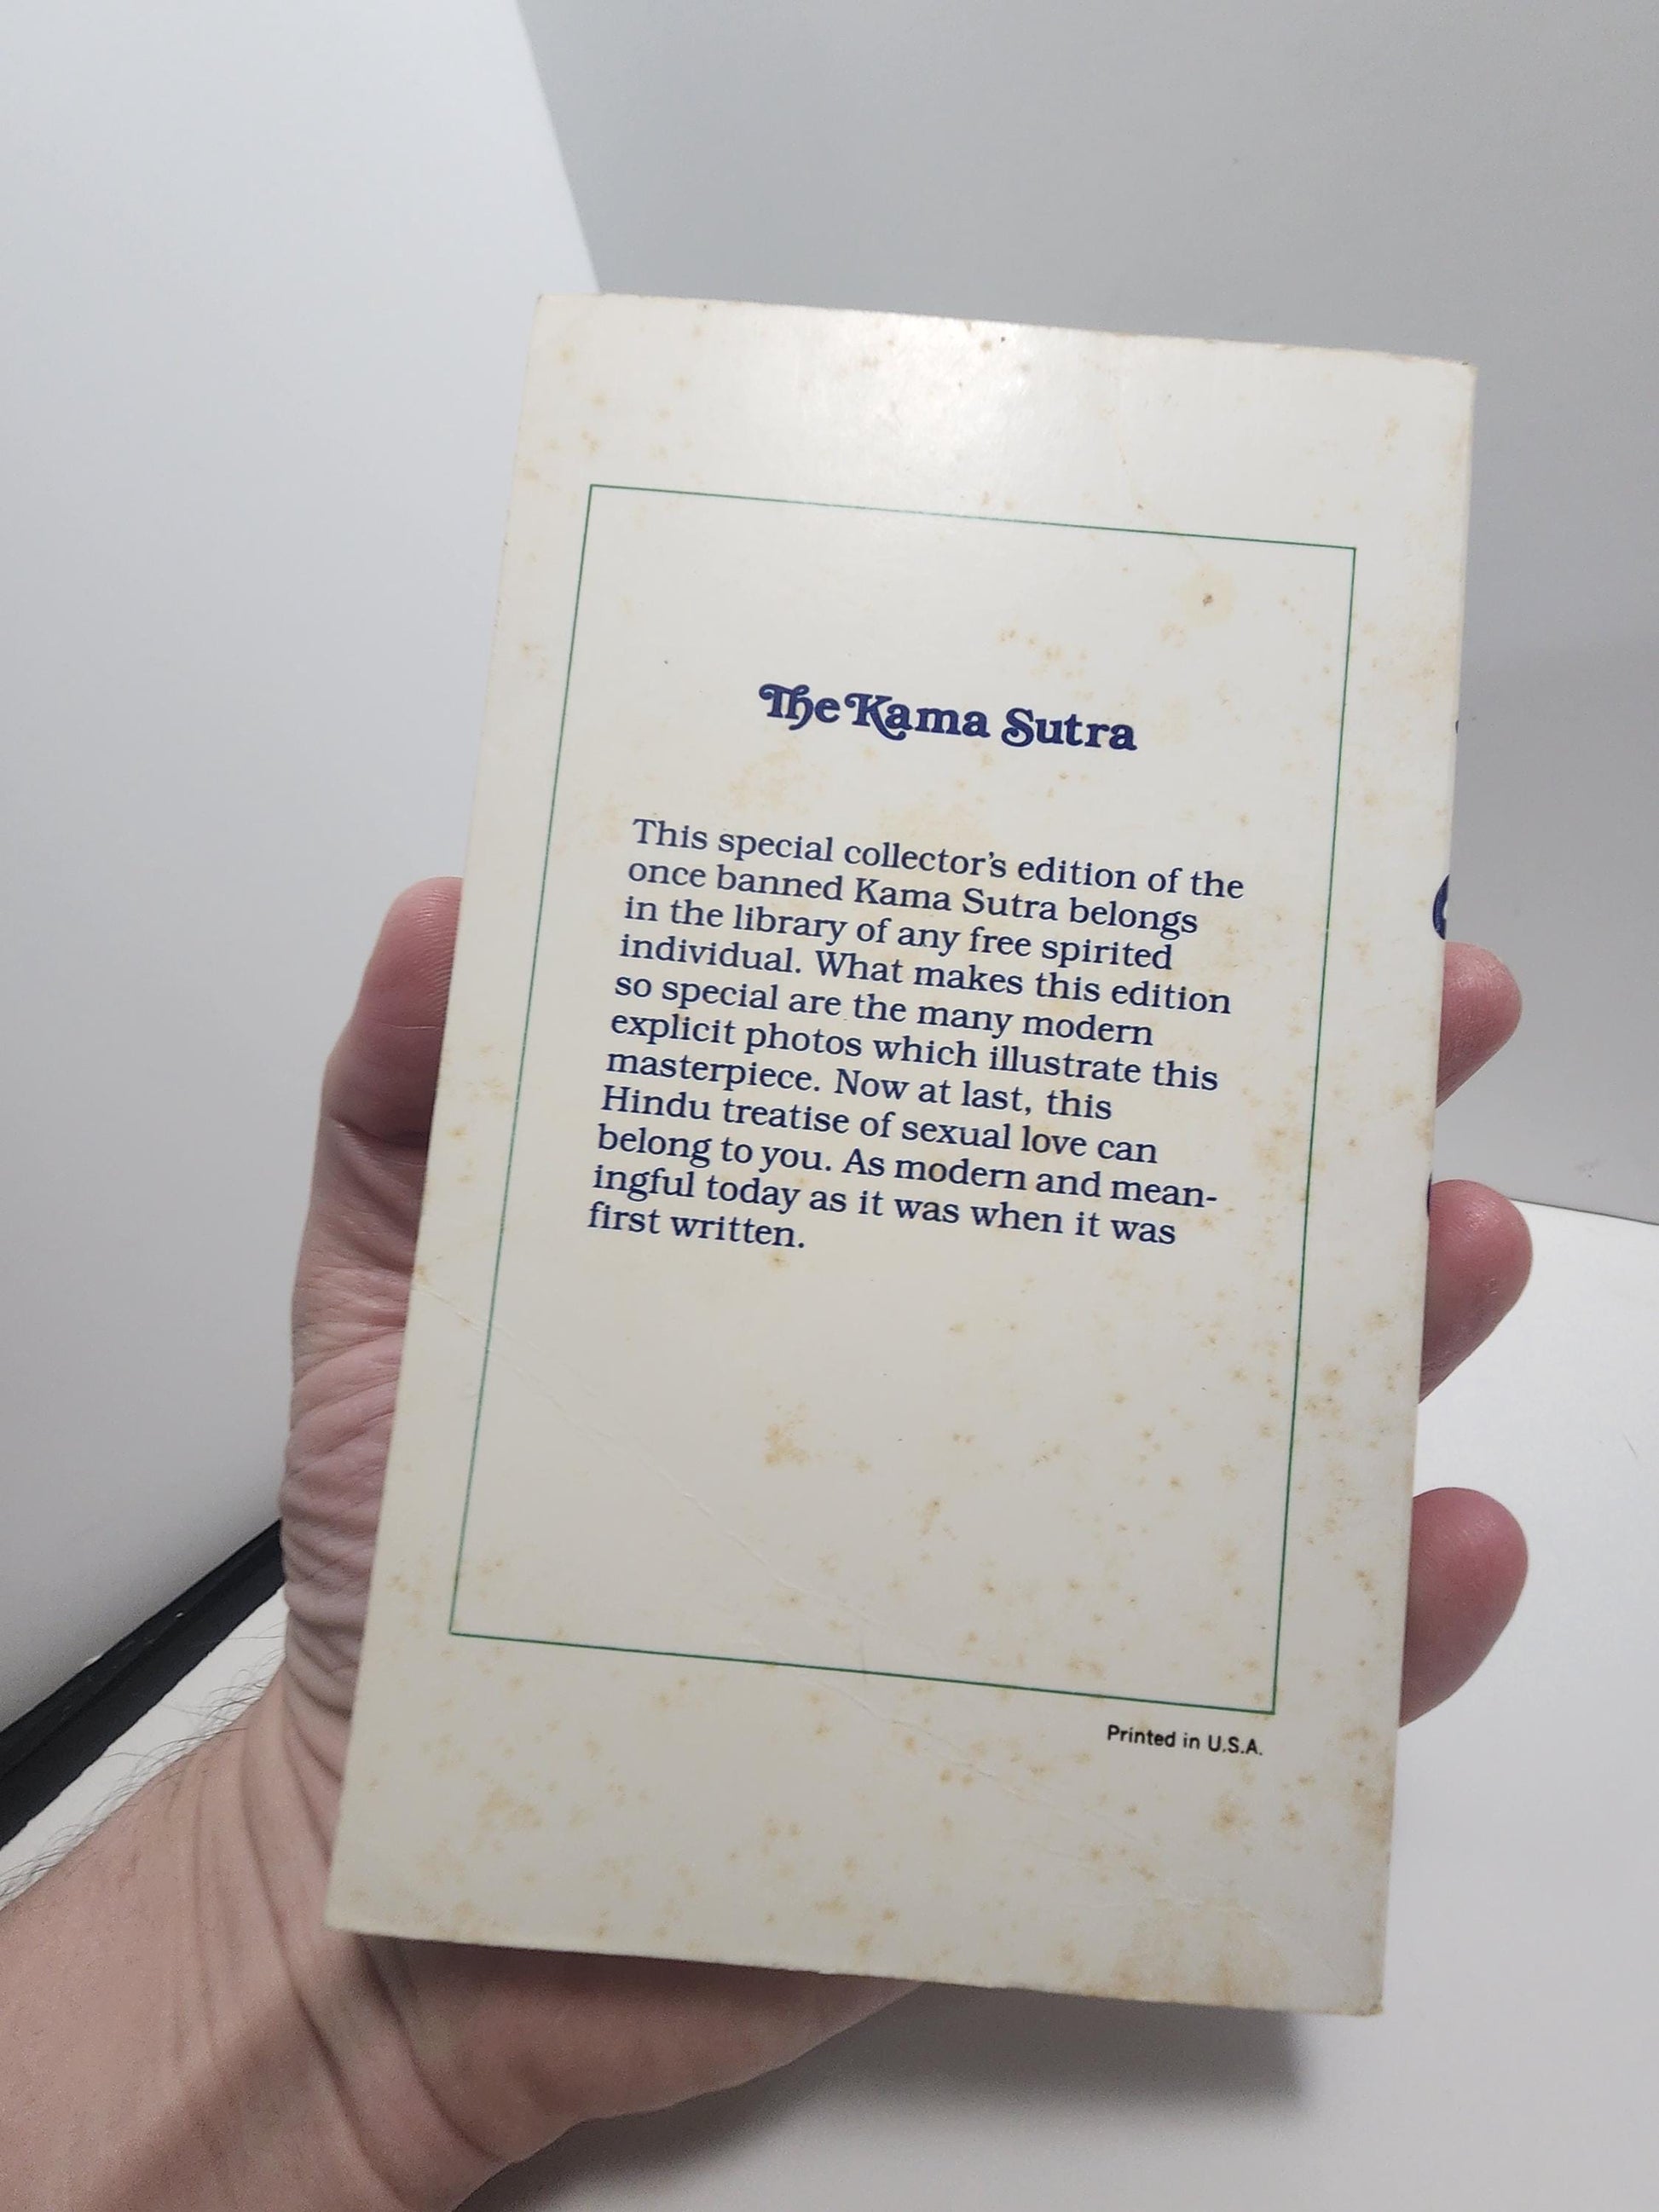 The Kama Sutra
This special collector's edition of the
once banned Kama Sutra belongs
in the library of any free spirited
individual. What makes this edition
so special are the many modern
explicit photos which illustrate this
masterpiece. Now at last, this
Hindu treatise of sexual love can
belong to you. As modern and mean-
ingful today as it was when it was
first written.
Printed in U.S.A.